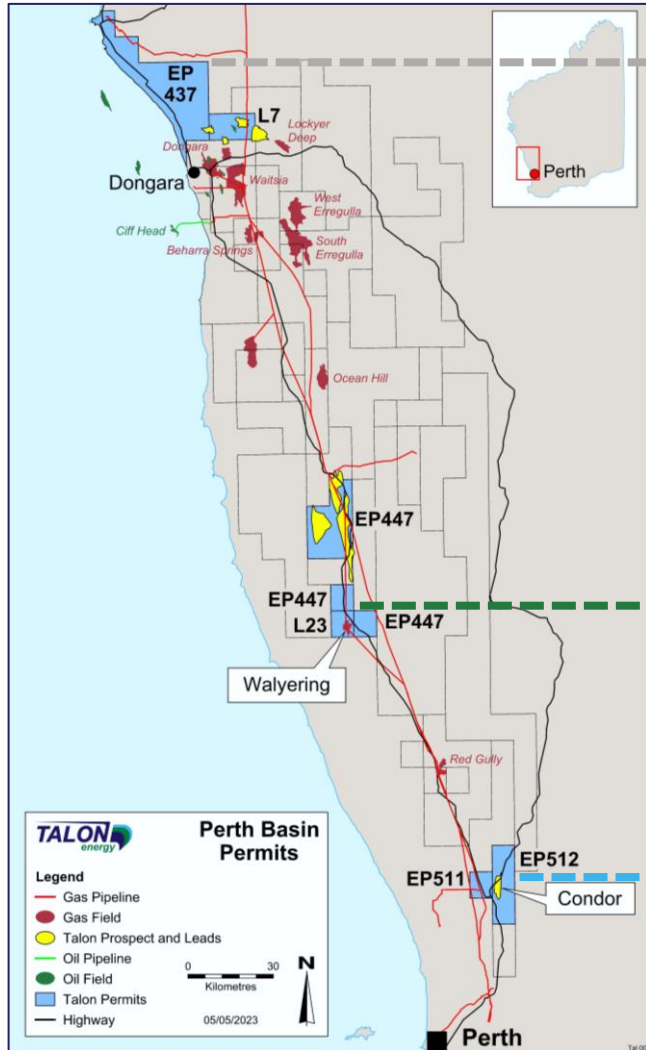 EP
437
L7
Lockyer
Deep
Dongara
Dongara
Waitsia
West
Erregulla
Cliff Head
Beharra Springs
South
Erregulla
Perth
Ocean Hill
EP447
EP447
L23
EP447
Walyering
Red Gully
EP511
EP512
Condor
Perth
TALON
energy
Perth Basin
Permits
Legend
Gas Pipeline
Gas Field
Talon Prospect and Leads
Oil Pipeline
Oil Field
Talon Permits
Highway
0 30
Kilometres
N
05/05/2023